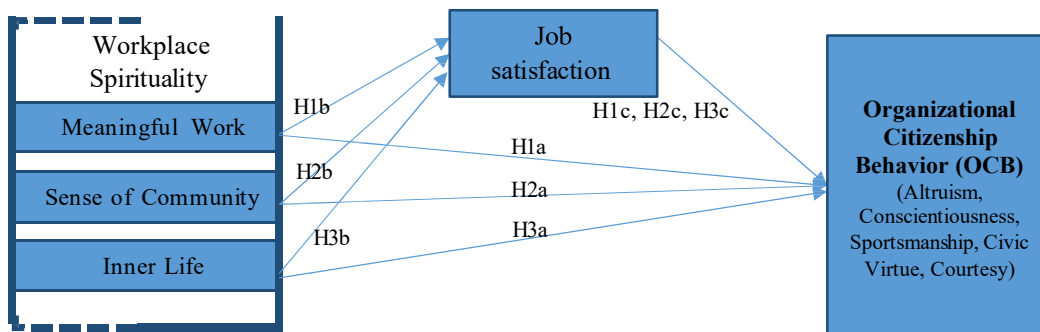 Workplace
Spirituality
Meaningful Work
Sense of Community
Inner Life
H1b
H2b
H3b
Job
satisfaction
H1c, H2c, H3c
H1a
H2a
H3a
Organizational
Citizenship
Behavior (OCB)
(Altruism,
Conscientiousness,
Sportsmanship, Civic
Virtue, Courtesy)